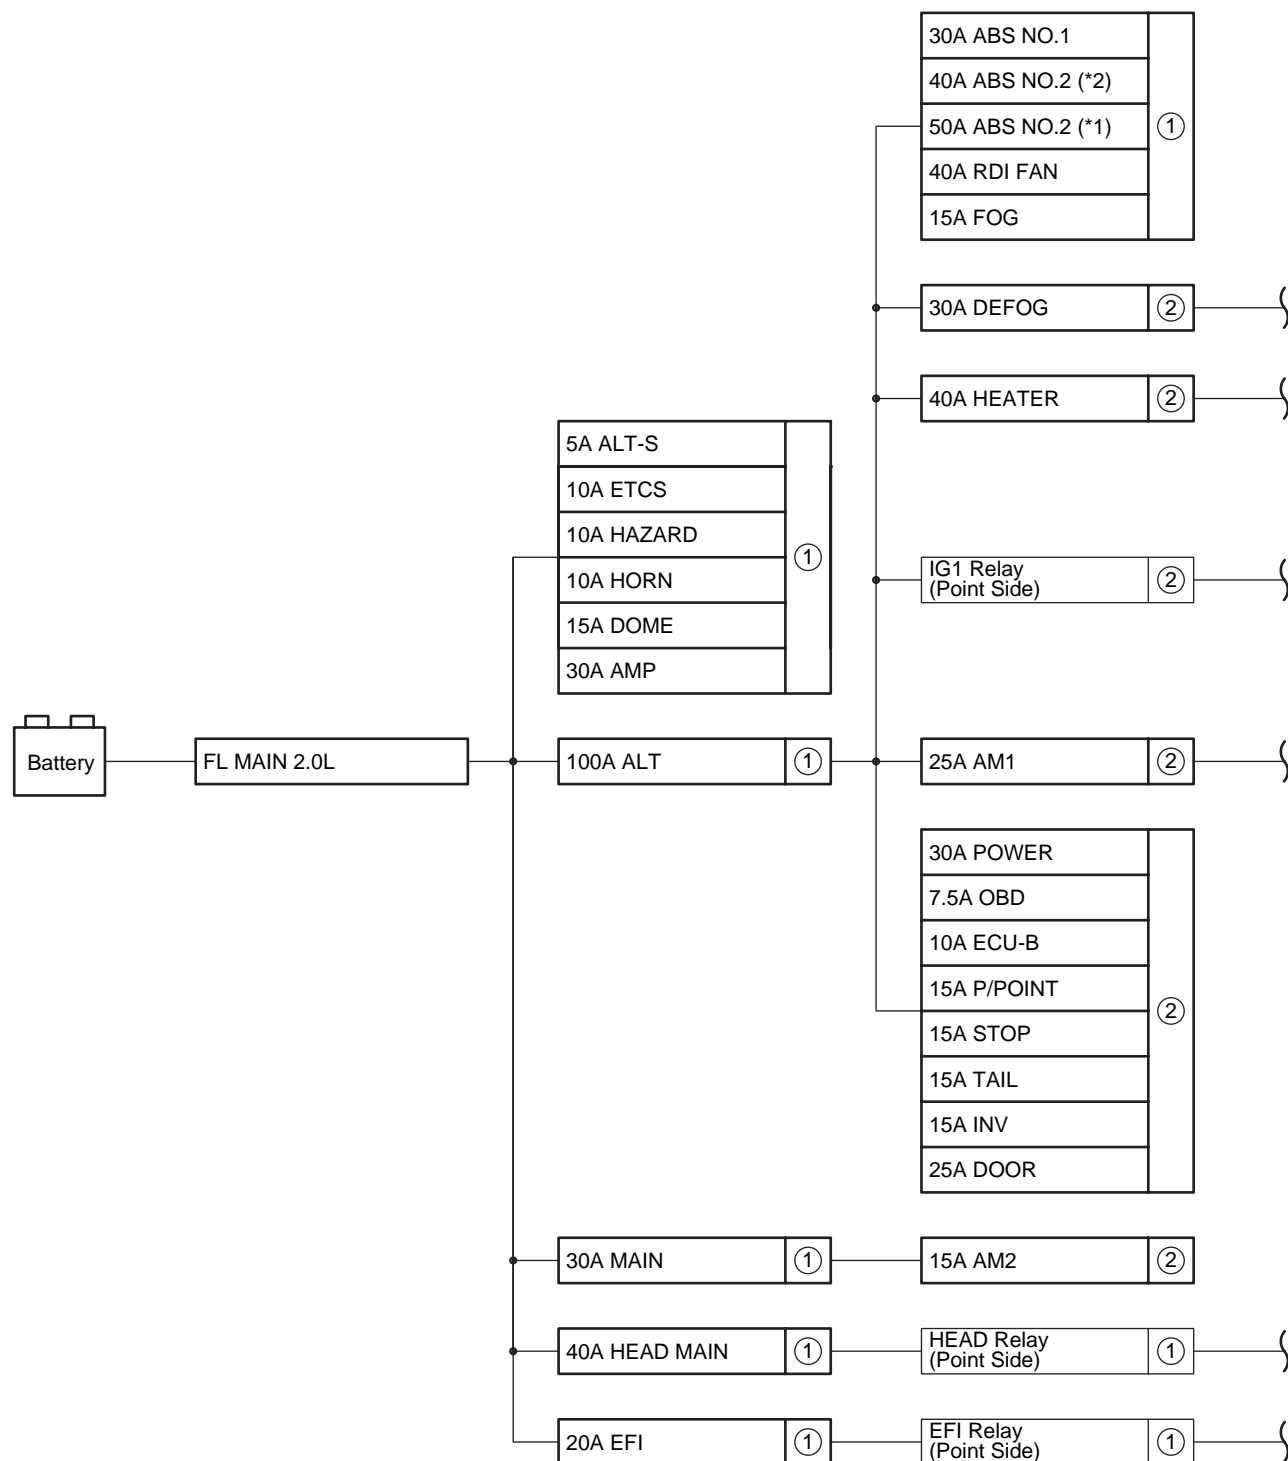 30A ABS NO.1
40A ABS NO.2 (*2)
50A ABS NO.2 (*1)
40A RDI FAN
15A FOG
1
30A DEFOG
2
40A HEATER
2
5A ALT-S
10A ETCS
10A HAZARD
10A HORN
15A DOME
30A AMP
1
IG1 Relay
(Point Side)
2
Battery
FL MAIN 2.0L
100A ALT
1
25A AM1
2
30A POWER
7.5A OBD
10A ECU-B
15A P/POINT
15A STOP
15A TAIL
15A INV
25A DOOR
2
30A MAIN
1
15A AM2
2
40A HEAD MAIN
1
HEAD Relay
(Point Side)
1
20A EFI
1
EFI Relay
(Point Side)
1